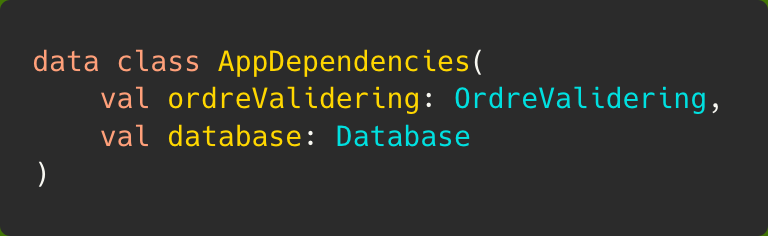 data class AppDependencies(
    val ordreValidering: OrdreValidering,
    val database: Database
)